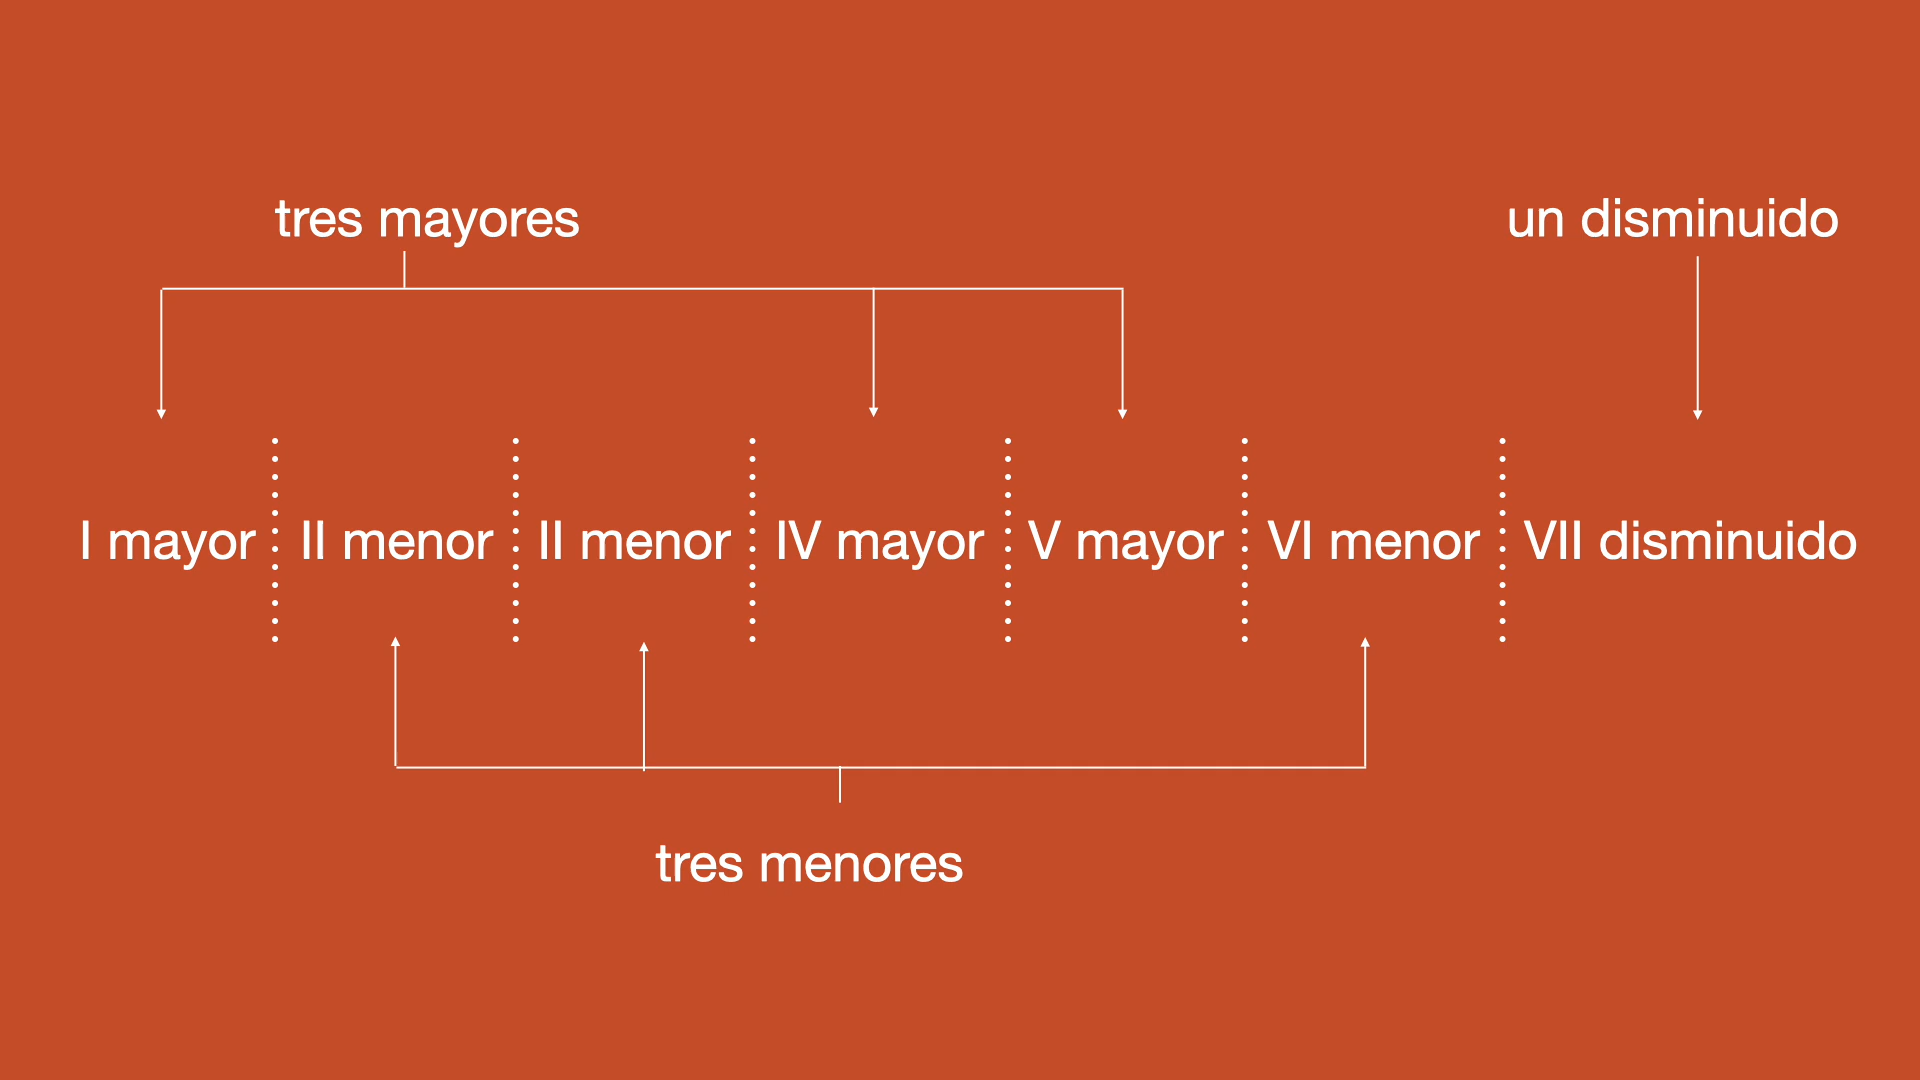 tres mayores
un disminuido
I mayor
II menor
II menor
IV mayor
V mayor
VI menor
VII disminuido
tres menores